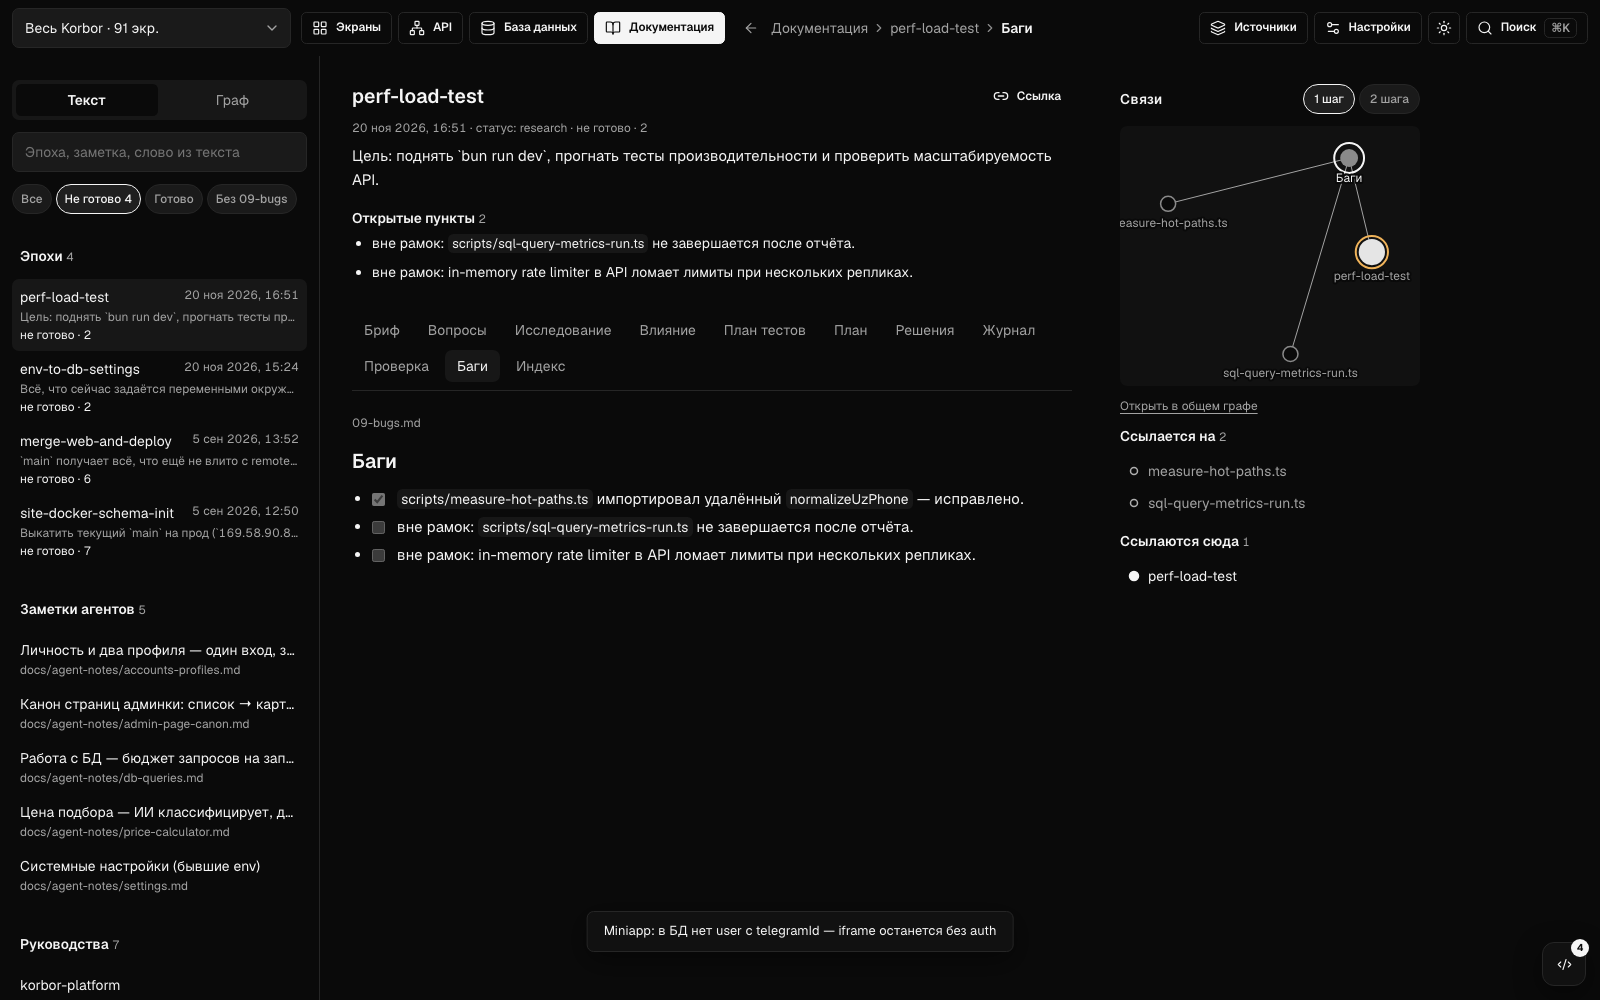 Весь Korbor · 91 экр.
Экраны
API
База данных
Документация
Документация > perf-load-test > Баги
Источники
Настройки
Поиск ⌘K
Текст
Граф
Эпоха, заметка, слово из текста
Все
Не готово 4
Готово
Без 09-bugs
Эпохи 4
perf-load-test
20 ноя 2026, 16:51
Цель: поднять `bun run dev`, прогнать тесты пр…
не готово · 2
env-to-db-settings
20 ноя 2026, 15:24
Всё, что сейчас задаётся переменными окруж…
не готово · 2
merge-web-and-deploy
5 сен 2026, 13:52
`main` получает всё, что ещё не влито с remote…
не готово · 6
site-docker-schema-init
5 сен 2026, 12:50
Выкатить текущий `main` на прод (`169.58.90.8…
не готово · 7
Заметки агентов 5
Личность и два профиля — один вход, з…
docs/agent-notes/accounts-profiles.md
Канон страниц админки: список → карт…
docs/agent-notes/admin-page-canon.md
Работа с БД — бюджет запросов на зап…
docs/agent-notes/db-queries.md
Цена подбора — ИИ классифицирует, д…
docs/agent-notes/price-calculator.md
Системные настройки (бывшие env)
docs/agent-notes/settings.md
Руководства 7
korbor-platform
perf-load-test
Ссылка
20 ноя 2026, 16:51 · статус: research · не готово · 2
Цель: поднять `bun run dev`, прогнать тесты производительности и проверить масштабируемость
API.
Открытые пункты 2
• вне рамок: scripts/sql-query-metrics-run.ts не завершается после отчёта.
• вне рамок: in-memory rate limiter в API ломает лимиты при нескольких репликах.
Бриф
Вопросы
Исследование
Влияние
План тестов
План
Решения
Журнал
Проверка
Баги
Индекс
09-bugs.md
Баги
• scripts/measure-hot-paths.ts импортировал удалённый normalizeUzPhone — исправлено.
• вне рамок: scripts/sql-query-metrics-run.ts не завершается после отчёта.
• вне рамок: in-memory rate limiter в API ломает лимиты при нескольких репликах.
Miniapp: в БД нет user с telegramId — iframe останется без auth
Связи
1 шаг
2 шага
Баги
easure-hot-paths.ts
perf-load-test
sql-query-metrics-run.ts
Открыть в общем графе
Ссылается на 2
measure-hot-paths.ts
sql-query-metrics-run.ts
Ссылаются сюда 1
perf-load-test
4